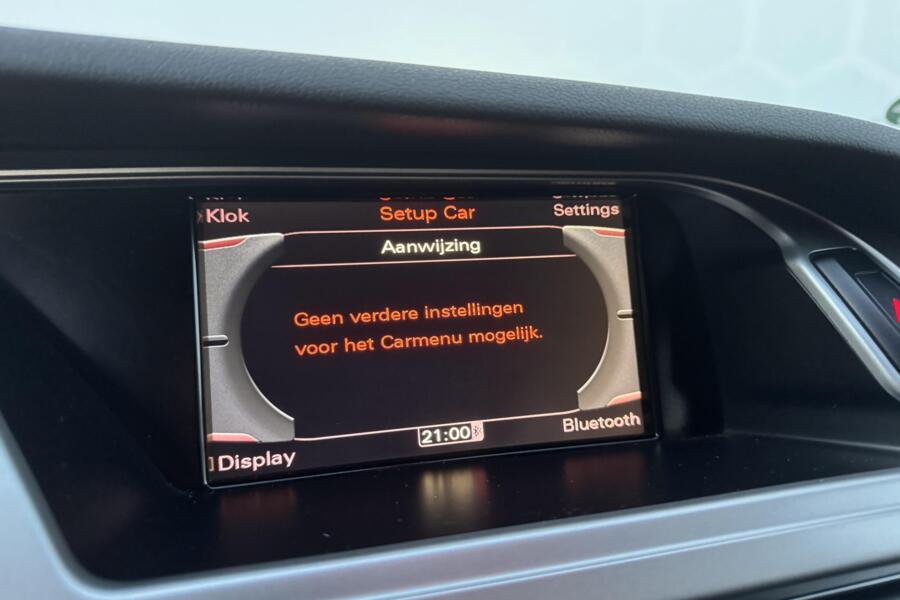 Klok
Setup Car
Settings
Aanwijzing
Geen verdere instellingen
voor het Carmenu mogelijk.
21:00
Display
Bluetooth